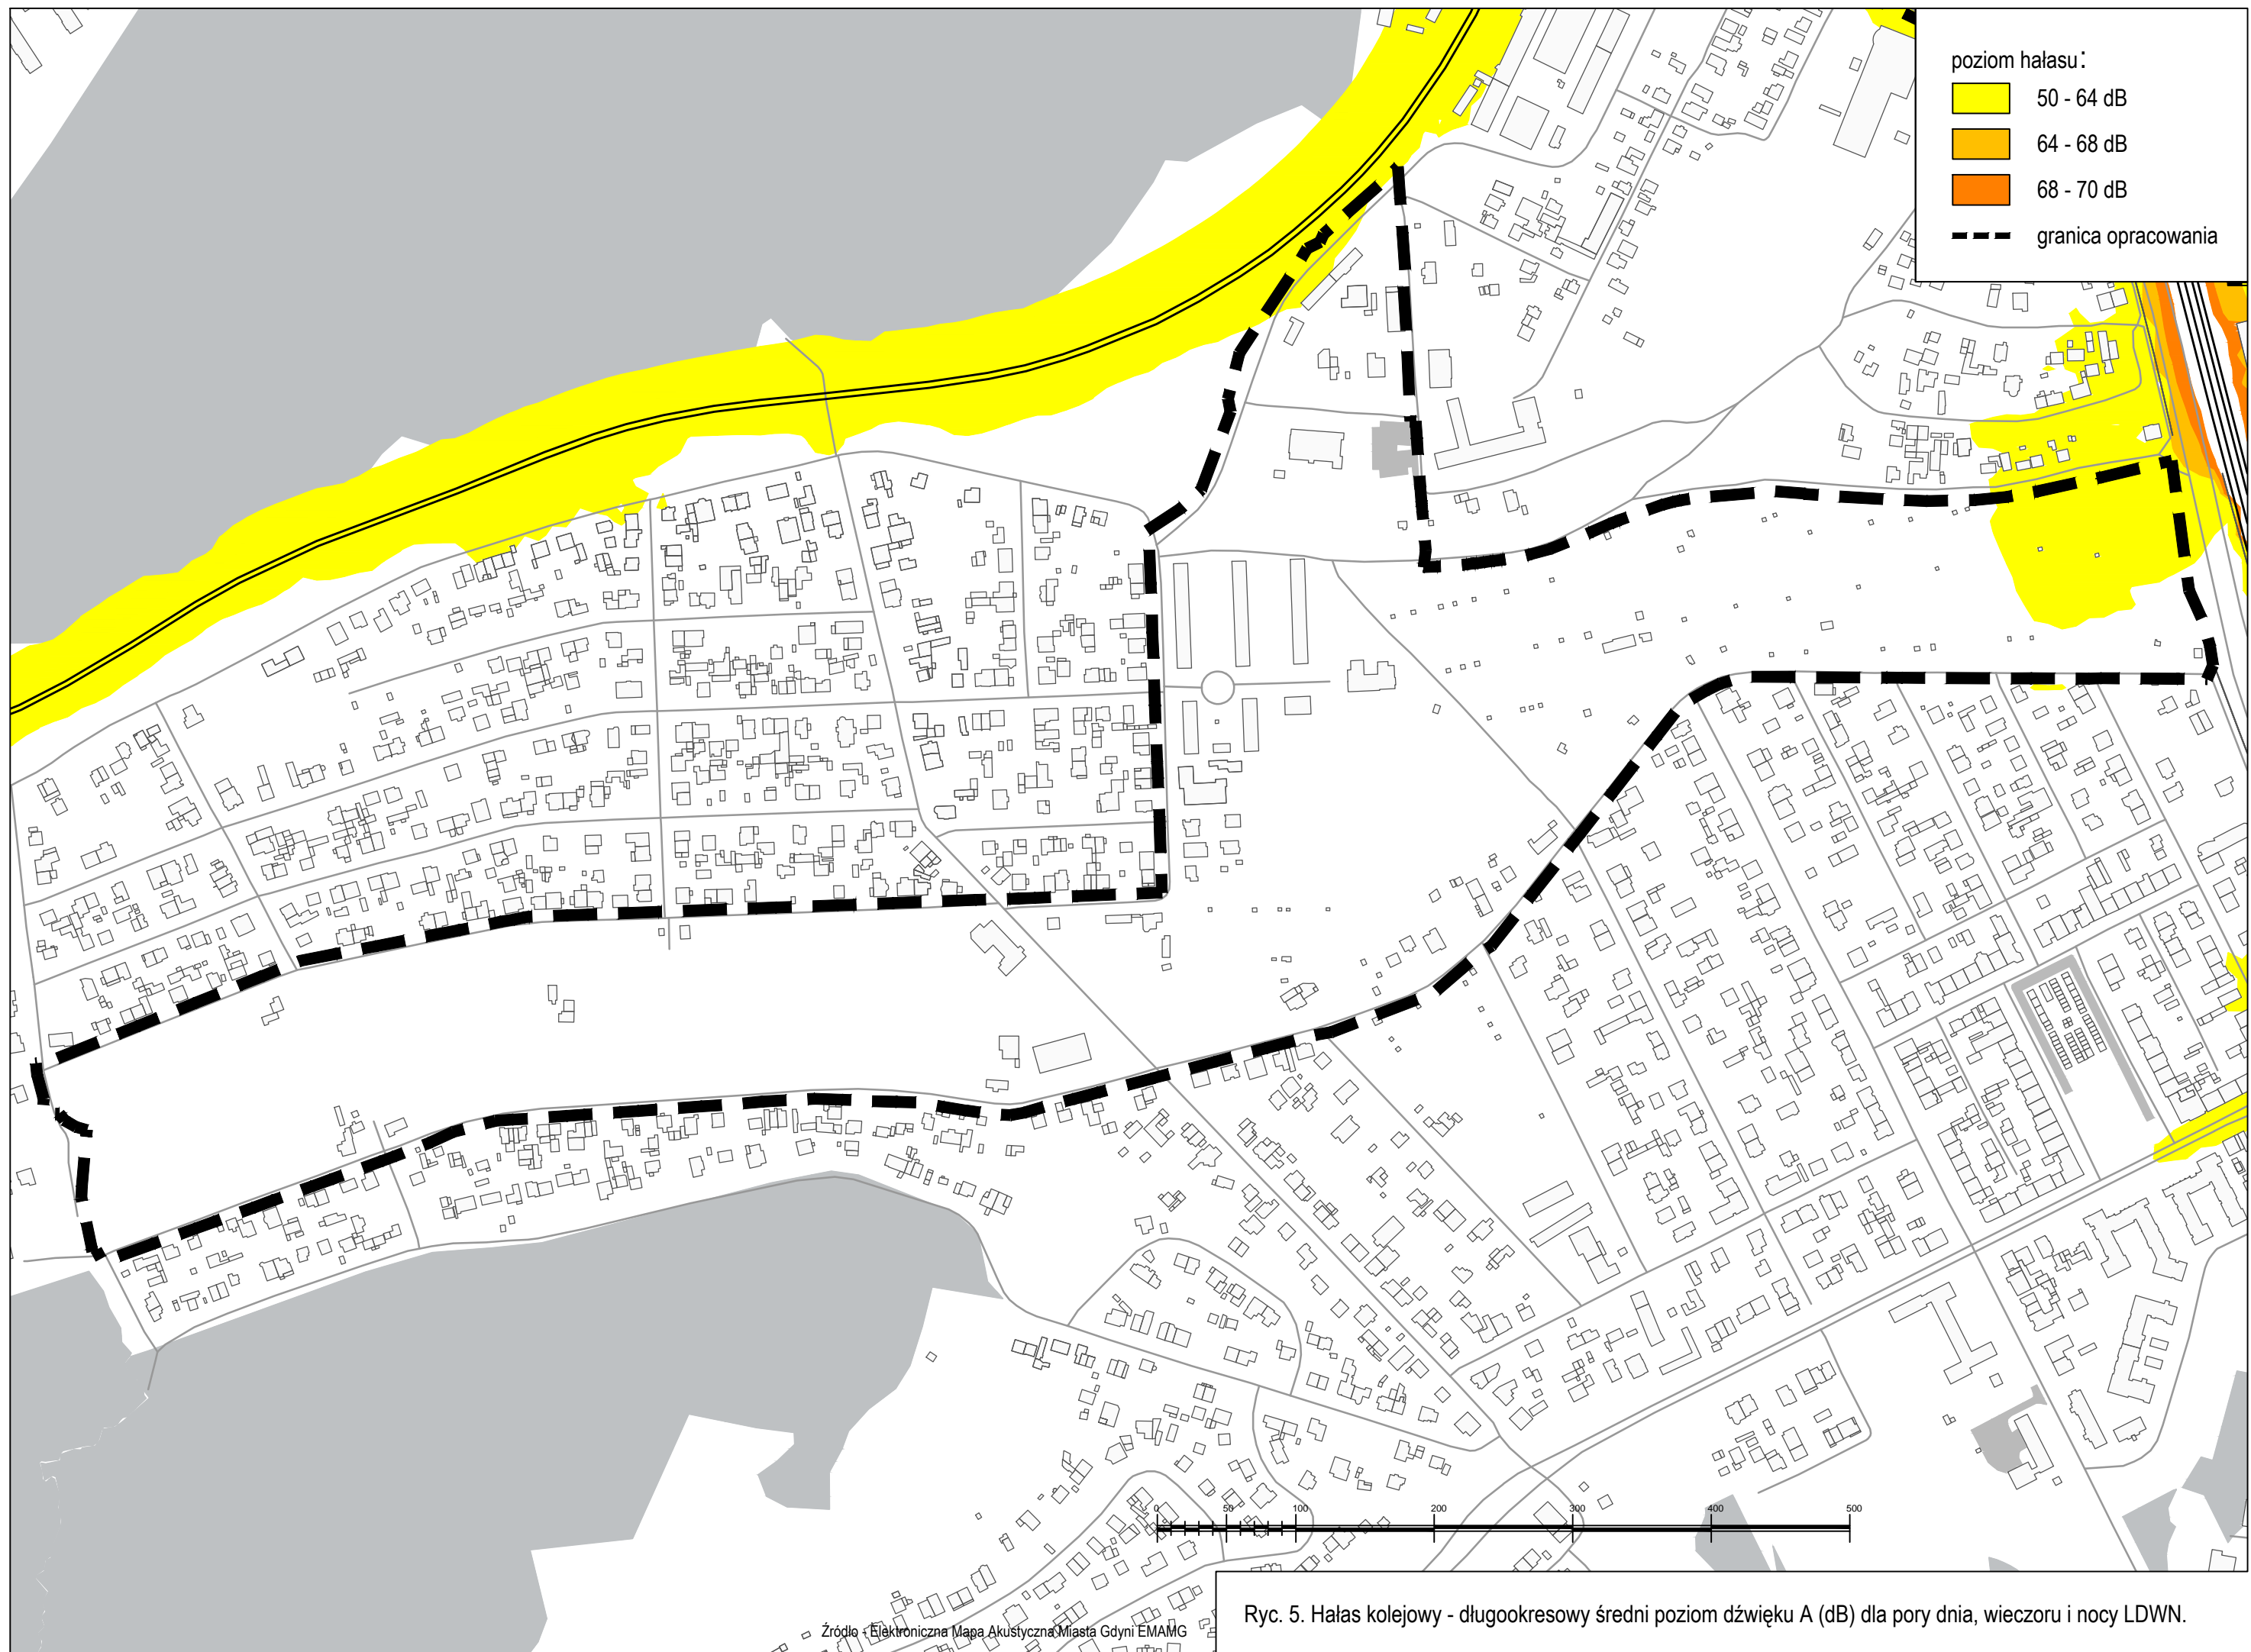 poziom hałasu:
50 - 64 dB
64 - 68 dB
68 - 70 dB
granica opracowania
0 50 100 200 300 400 500
Ryc. 5. Hałas kolejowy - długookresowy średni poziom dźwięku A (dB) dla pory dnia, wieczoru i nocy LDWN.
Źródło - Elektroniczna Mapa Akustyczna Miasta Gdyni EMAMG